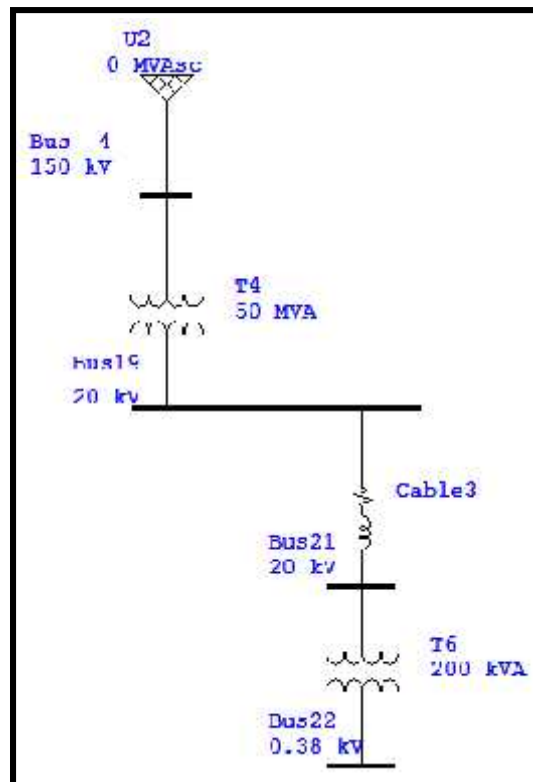 U2
0 MVAsc
Bus 4
150 kV
T4
50 MVA
Bus19
20 kV
Cable3
Bus21
20 kV
T6
200 kVA
Bus22
0.38 kV